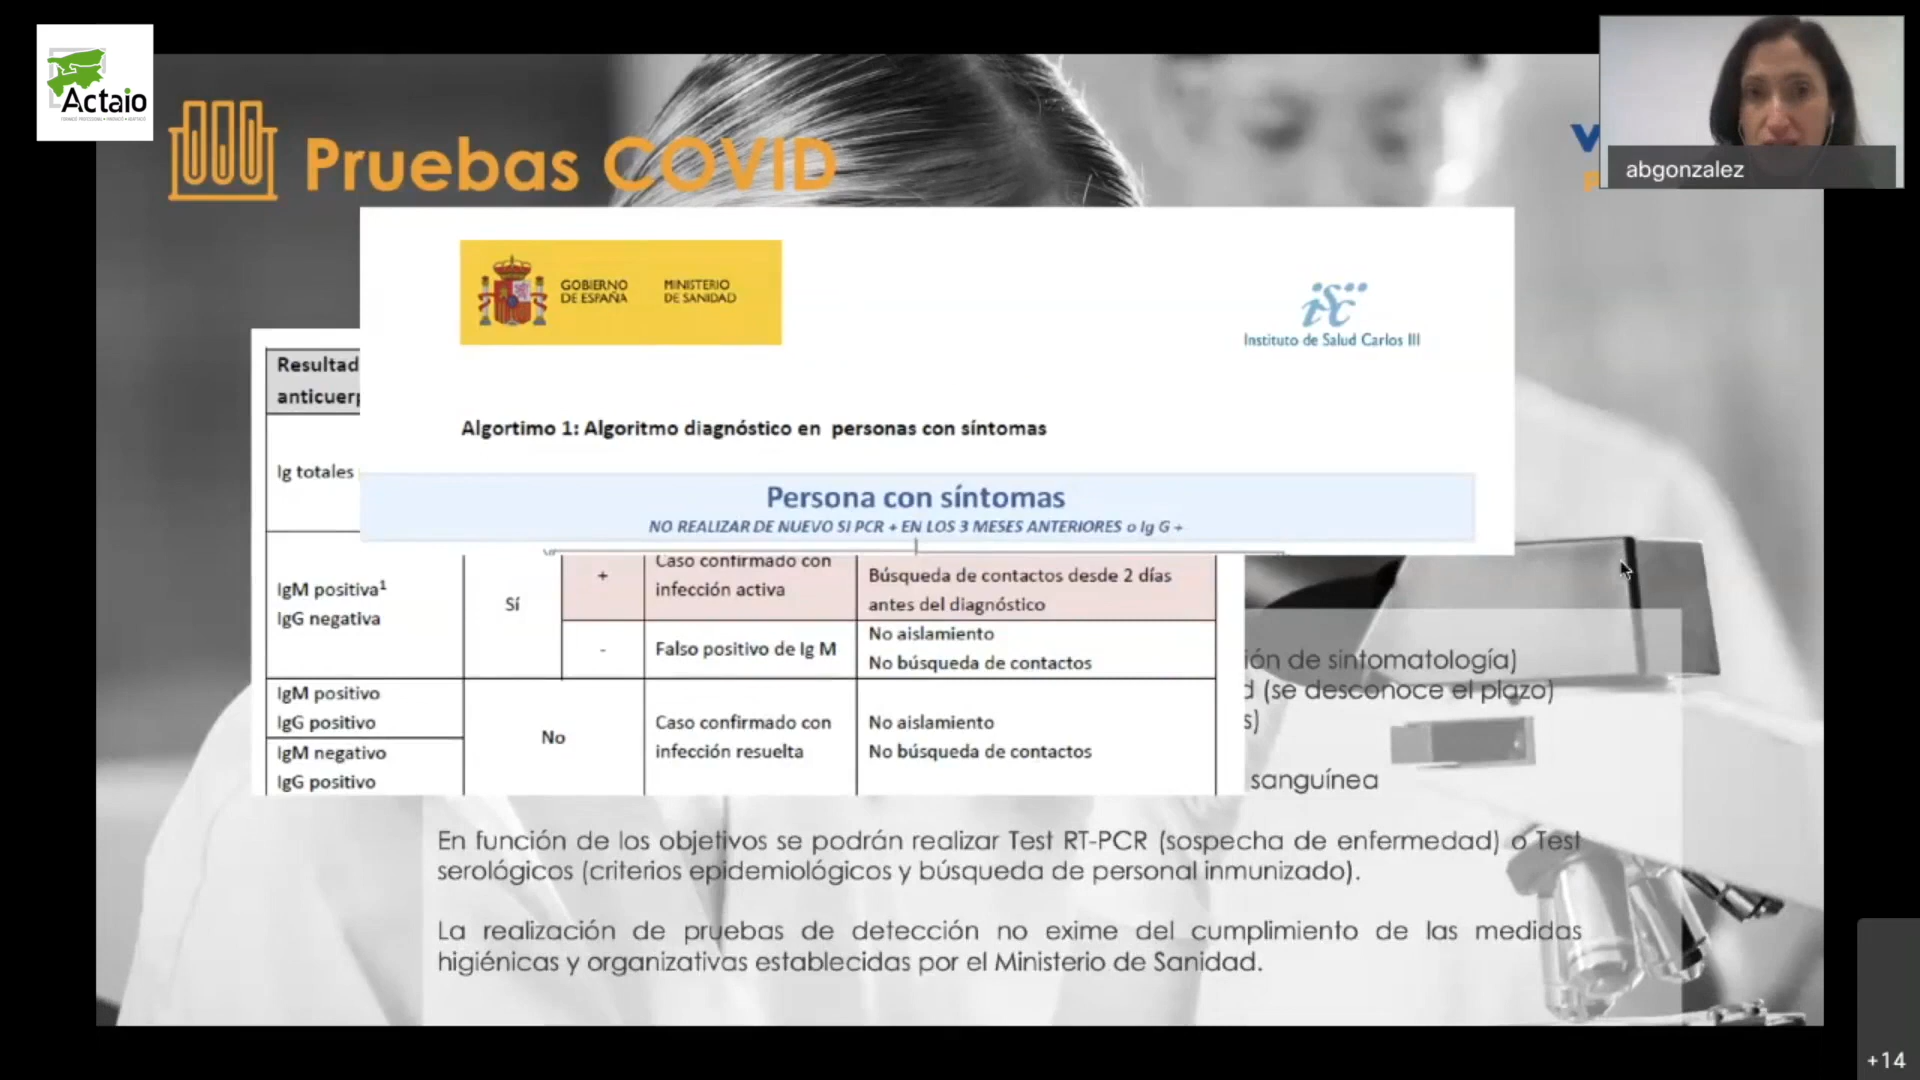 Actaio
Pruebas COVID
abgonzalez
GOBIERNO
DE ESPAÑA
MINISTERIO
DE SANIDAD
isc
Instituto de Salud Carlos III
Algortimo 1: Algoritmo diagnóstico en personas con síntomas
Persona con síntomas
NO REALIZAR DE NUEVO SI PCR + EN LOS 3 MESES ANTERIORES o Ig G +
Ig totales
IgM positiva¹
IgG negativa
Sí
+
Caso confirmado con
infección activa
Búsqueda de contactos desde 2 días
antes del diagnóstico
-
Falso positivo de Ig M
No aislamiento
No búsqueda de contactos
IgM positivo
IgG positivo
IgM negativo
IgG positivo
No
Caso confirmado con
infección resuelta
No aislamiento
No búsqueda de contactos
de sintomatología)
(se desconoce el plazo)
sanguínea
En función de los objetivos se podrán realizar Test RT-PCR (sospecha de enfermedad) o Test
serológicos (criterios epidemiológicos y búsqueda de personal inmunizado).
La realización de pruebas de detección no exime del cumplimiento de las medidas
higiénicas y organizativas establecidas por el Ministerio de Sanidad.
+14